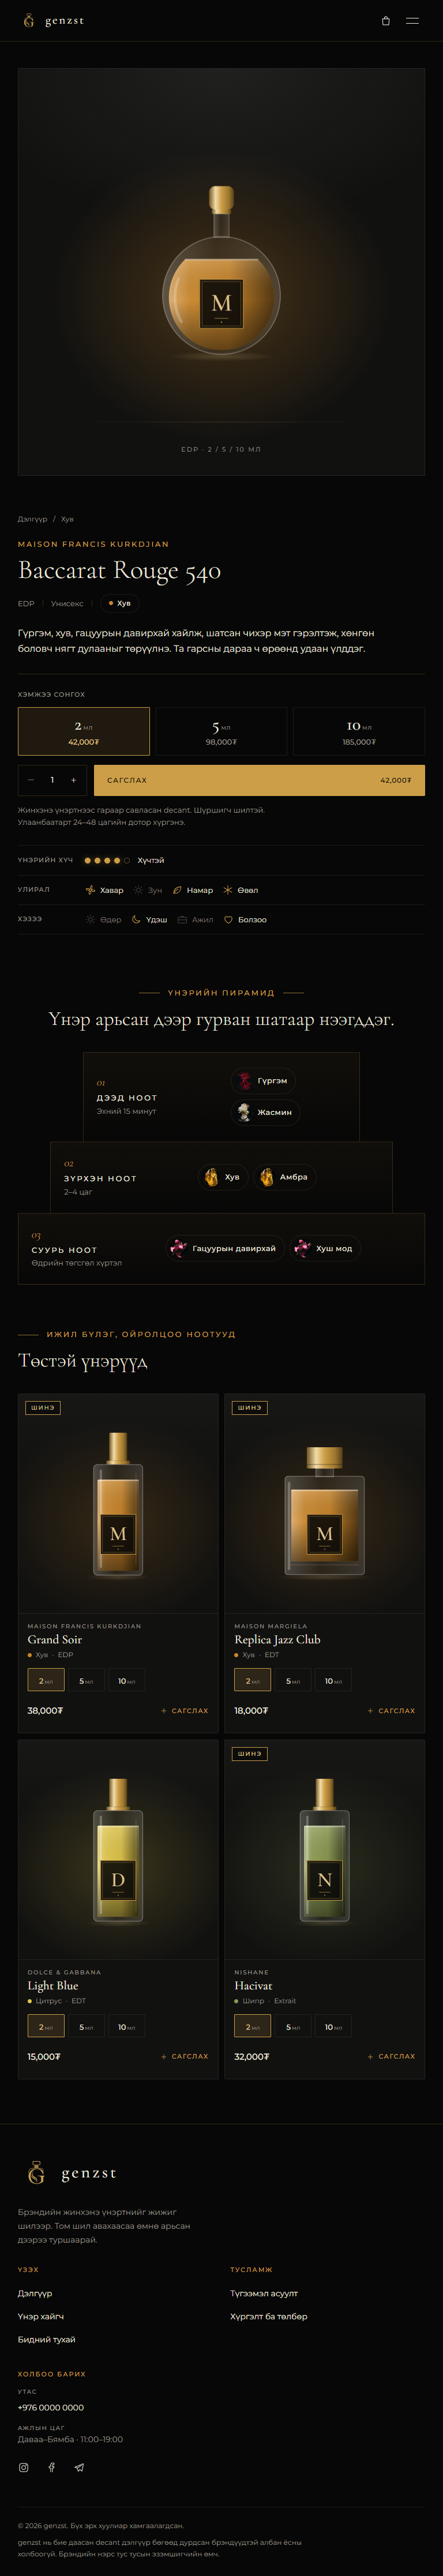 genzst
M
EDP · 2 / 5 / 10 МЛ
Дэлгүүр / Хув
MAISON FRANCIS KURKDJIAN
Baccarat Rouge 540
EDP Унисекс Хув
Гүргэм, хув, гацуурын давирхай хайлж, шатсан чихэр мэт гэрэлтэж, хөнгөн
боловч нягт дулааныг төрүүлнэ. Та гарсны дараа ч өрөөнд удаан үлддэг.
ХЭМЖЭЭ СОНГОХ
2 мл
42,000₮
5 мл
98,000₮
10 мл
185,000₮
— 1 +
САГСЛАХ 42,000₮
Жинхэнэ үнэртнээс гараар савласан decant. Шүршигч шилтэй.
Улаанбаатарт 24–48 цагийн дотор хүргэнэ.
ҮНЭРИЙН ХҮЧ Хүчтэй
УЛИРАЛ Хавар Зун Намар Өвөл
ХЭЗЭЭ Өдөр Үдэш Ажил Болзоо
ҮНЭРИЙН ПИРАМИД
Үнэр арьсан дээр гурван шатаар нээгддэг.
01
ДЭЭД НООТ
Эхний 15 минут
Гүргэм
Жасмин
02
ЗҮРХЭН НООТ
2–4 цаг
Хув
Амбра
03
СУУРЬ НООТ
Өдрийн төгсгөл хүртэл
Гацуурын давирхай
Хуш мод
ИЖИЛ БҮЛЭГ, ОЙРОЛЦОО НООТУУД
Төстэй үнэрүүд
ШИНЭ
M
MAISON FRANCIS KURKDJIAN
Grand Soir
Хув · EDP
2 мл 5 мл 10 мл
38,000₮ + САГСЛАХ
ШИНЭ
M
MAISON MARGIELA
Replica Jazz Club
Хув · EDT
2 мл 5 мл 10 мл
18,000₮ + САГСЛАХ
D
DOLCE & GABBANA
Light Blue
Цитрус · EDT
2 мл 5 мл 10 мл
15,000₮ + САГСЛАХ
ШИНЭ
N
NISHANE
Hacivat
Шипр · Extrait
2 мл 5 мл 10 мл
32,000₮ + САГСЛАХ
genzst
Брэндийн жинхэнэ үнэртнийг жижиг
шилээр. Том шил авахаасаа өмнө арьсан
дээрээ туршаарай.
ҮЗЭХ
Дэлгүүр
Үнэр хайгч
Бидний тухай
ТУСЛАМЖ
Түгээмэл асуулт
Хүргэлт ба төлбөр
ХОЛБОО БАРИХ
УТАС
+976 0000 0000
АЖЛЫН ЦАГ
Даваа–Бямба · 11:00–19:00
© 2026 genzst. Бүх эрх хуулиар хамгаалагдсан.
genzst нь бие даасан decant дэлгүүр бөгөөд дурдсан брэндүүдтэй албан ёсны
холбоогүй. Брэндийн нэрс тус тусын эзэмшигчийн өмч.